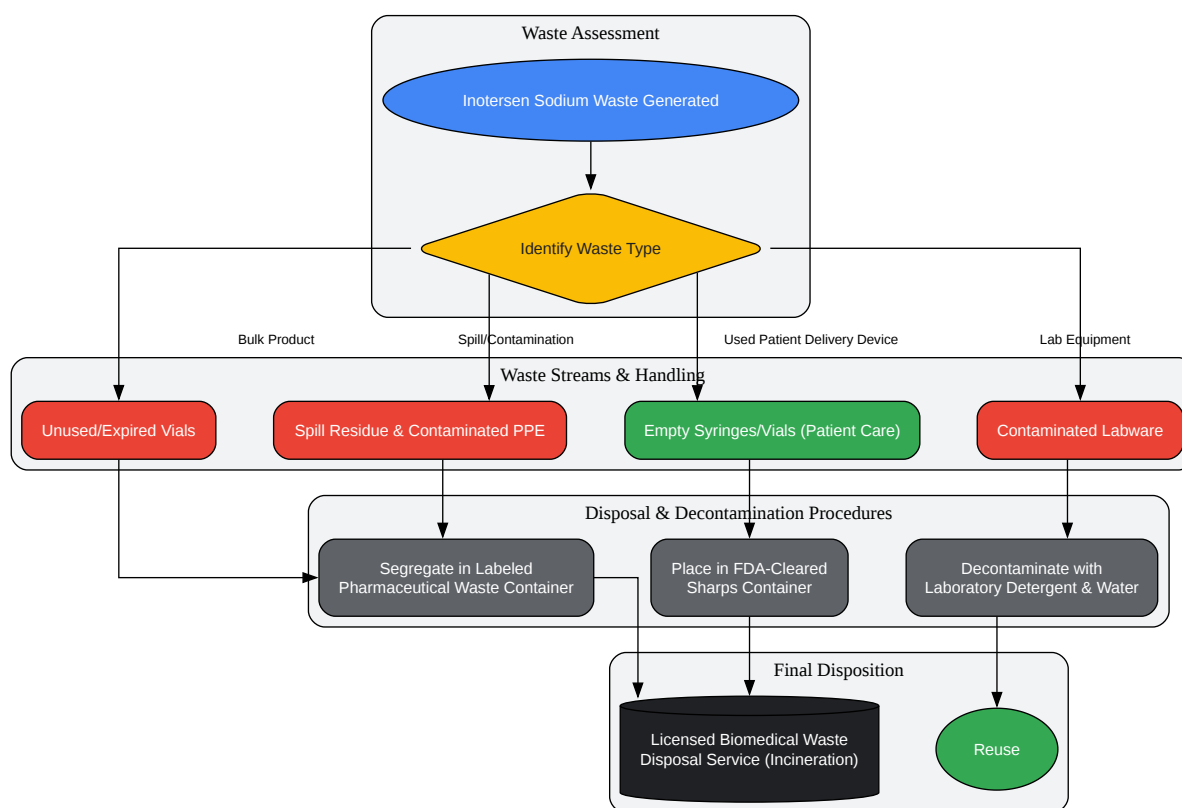 Waste Assessment
Inotersen Sodium Waste Generated
Identify Waste Type
Bulk Product
Spill/Contamination
Used Patient Delivery Device
Lab Equipment
Waste Streams & Handling
Unused/Expired Vials
Spill Residue & Contaminated PPE
Empty Syringes/Vials (Patient Care)
Contaminated Labware
Disposal & Decontamination Procedures
Segregate in Labeled
Pharmaceutical Waste Container
Place in FDA-Cleared
Sharps Container
Decontaminate with
Laboratory Detergent & Water
Final Disposition
Licensed Biomedical Waste
Disposal Service (Incineration)
Reuse